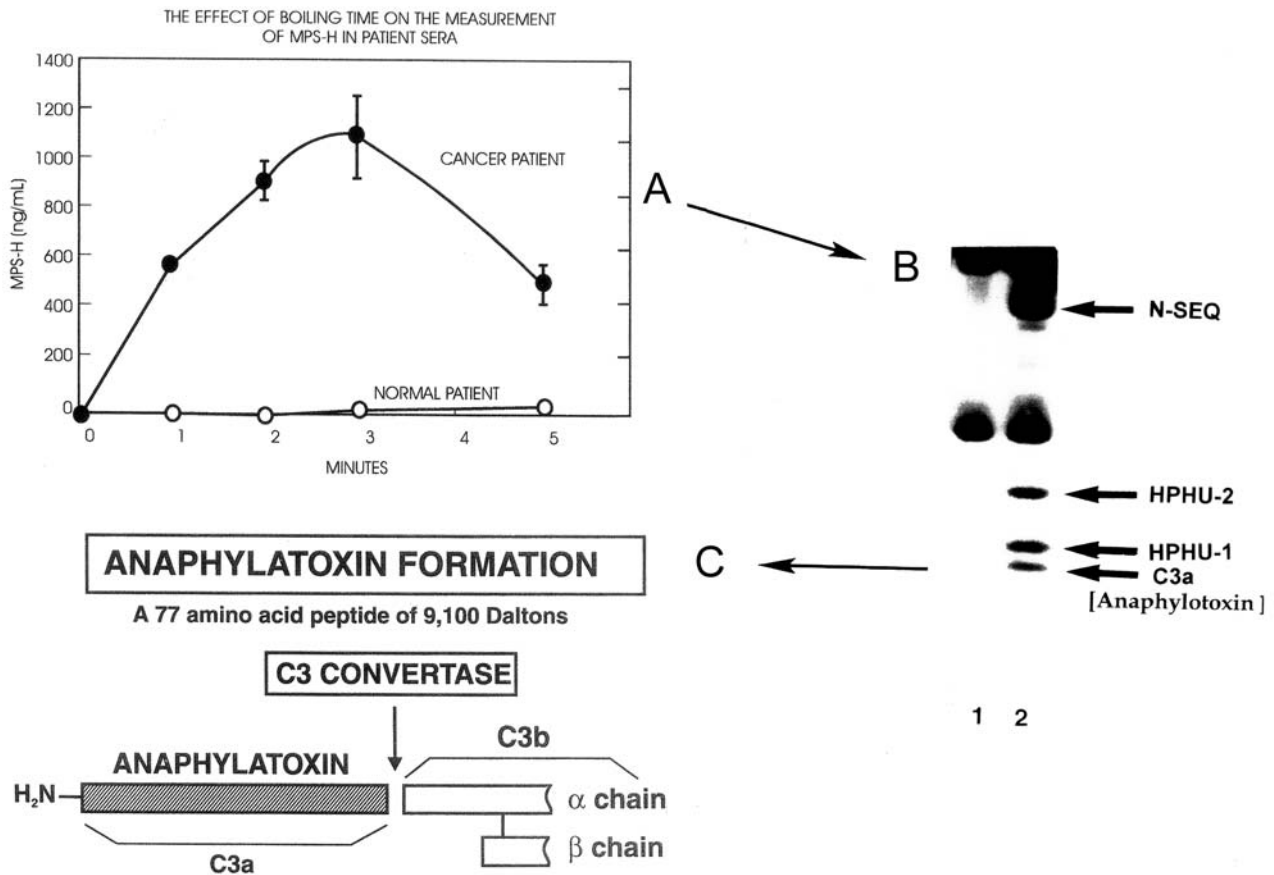 THE EFFECT OF BOILING TIME ON THE MEASUREMENT
OF MPS-H IN PATIENT SERA
1400
1200
1000
800
600
400
200
0
MPS-H (ng/mL)
CANCER PATIENT
NORMAL PATIENT
0 1 2 3 4 5
MINUTES
A
B
N-SEQ
HPHU-2
HPHU-1
C3a
[Anaphylotoxin]
1 2
C
ANAPHYLATOXIN FORMATION
A 77 amino acid peptide of 9,100 Daltons
C3 CONVERTASE
C3b
ANAPHYLATOXIN
H₂N
α chain
β chain
C3a